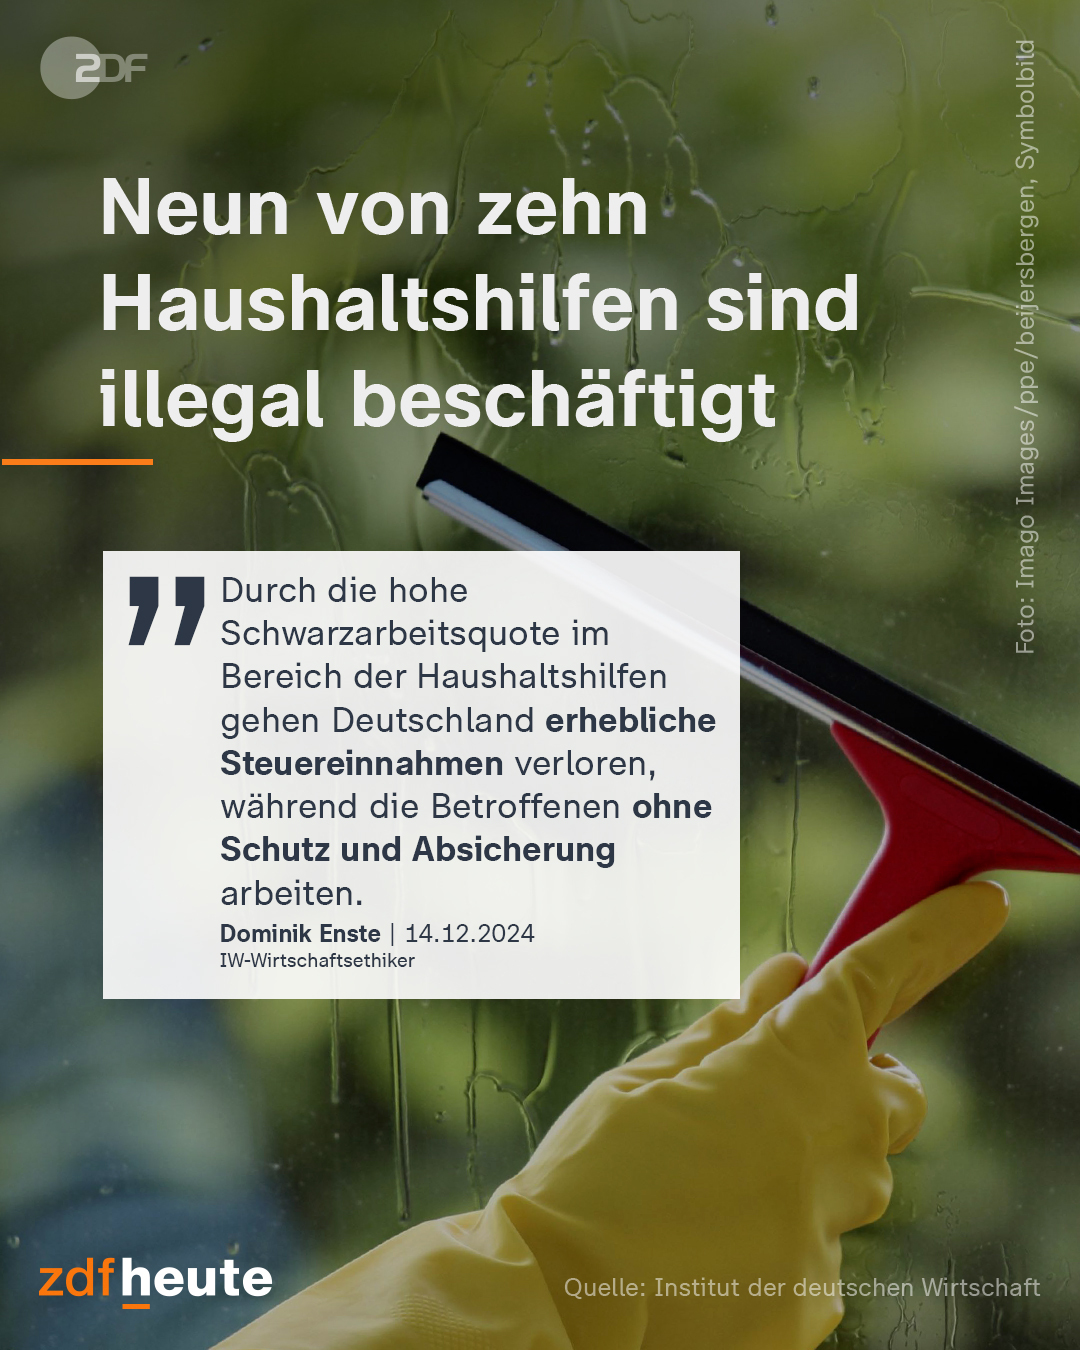 ZDF
Foto: Imago Images/ppe/beijersbergen, Symbolbild
Neun von zehn
Haushaltshilfen sind
illegal beschäftigt
" Durch die hohe
Schwarzarbeitsquote im
Bereich der Haushaltshilfen
gehen Deutschland erhebliche
Steuereinnahmen verloren,
während die Betroffenen ohne
Schutz und Absicherung
arbeiten.
Dominik Enste | 14.12.2024
IW-Wirtschaftsethiker
zdfheute
Quelle: Institut der deutschen Wirtschaft